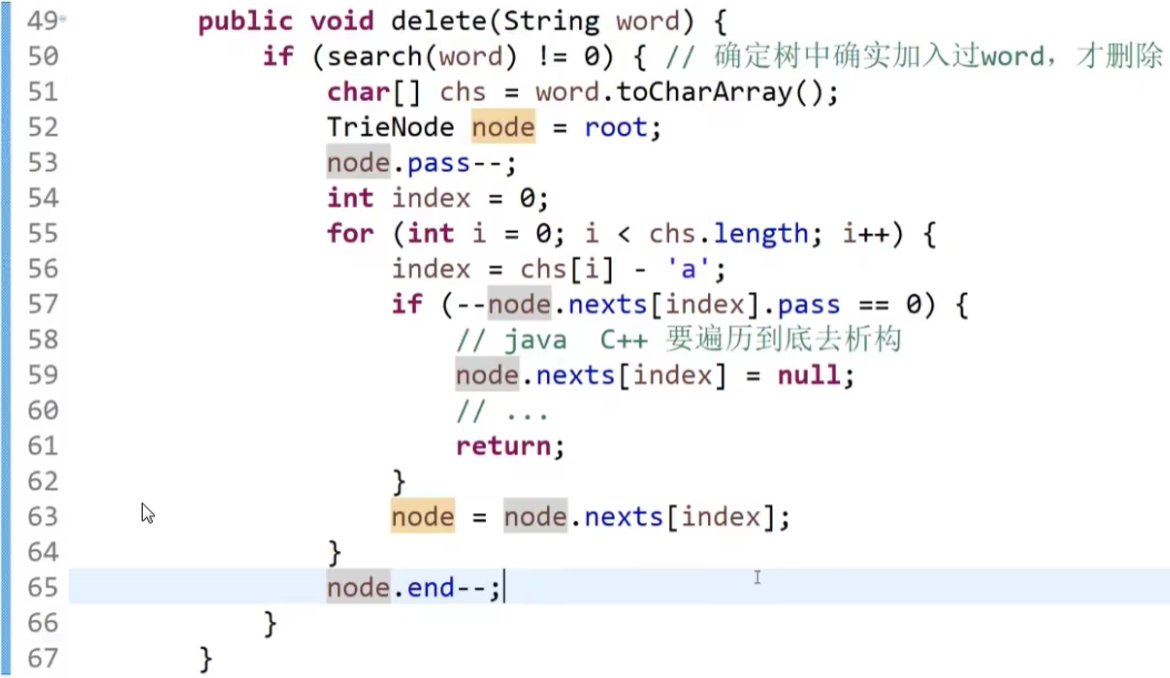 49 public void delete(String word) {
50 if (search(word) != 0) { // 确定树中确实加入过word，才删除
51 char[] chs = word.toCharArray();
52 TrieNode node = root;
53 node.pass--;
54 int index = 0;
55 for (int i = 0; i < chs.length; i++) {
56 index = chs[i] - 'a';
57 if (--node.nexts[index].pass == 0) {
58 // java C++ 要遍历到底去析构
59 node.nexts[index] = null;
60 // ...
61 return;
62 }
63 node = node.nexts[index];
64 }
65 node.end--;
66 }
67 }